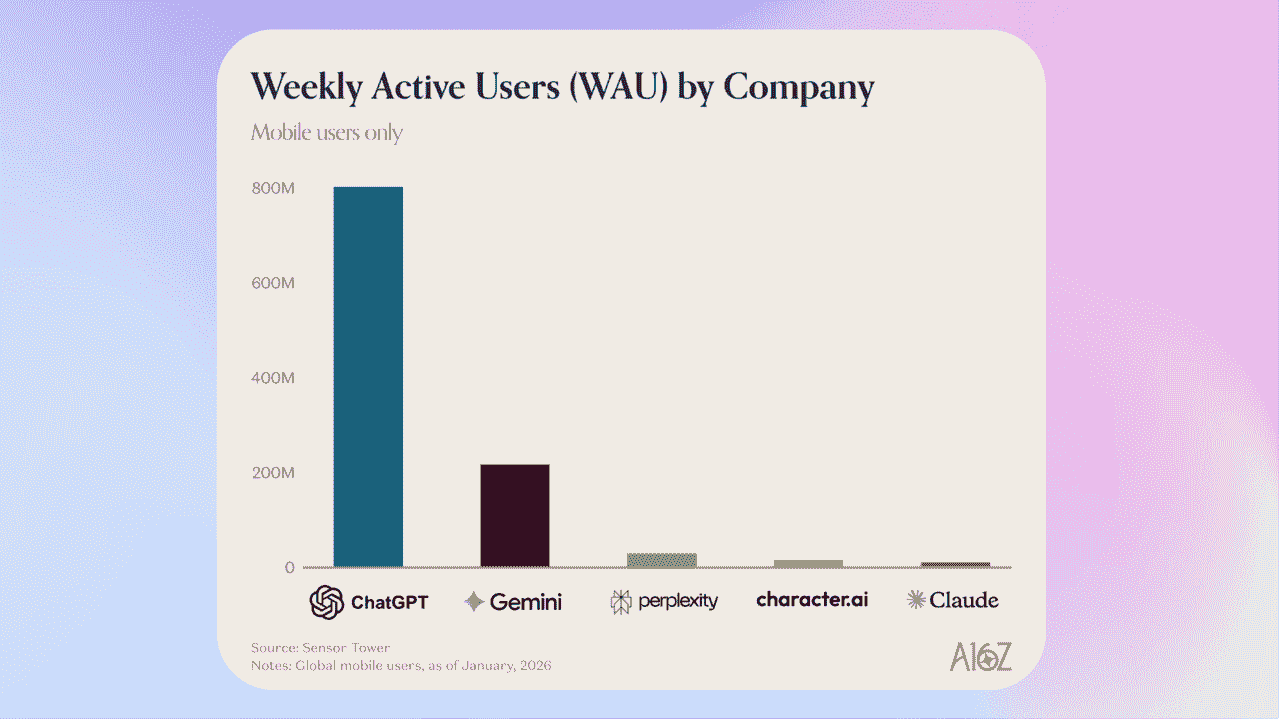 Weekly Active Users (WAU) by Company
Mobile users only
800M
600M
400M
200M
0
ChatGPT
Gemini
perplexity
character.ai
Claude
Source: Sensor Tower
Notes: Global mobile users, as of January, 2026
A16Z